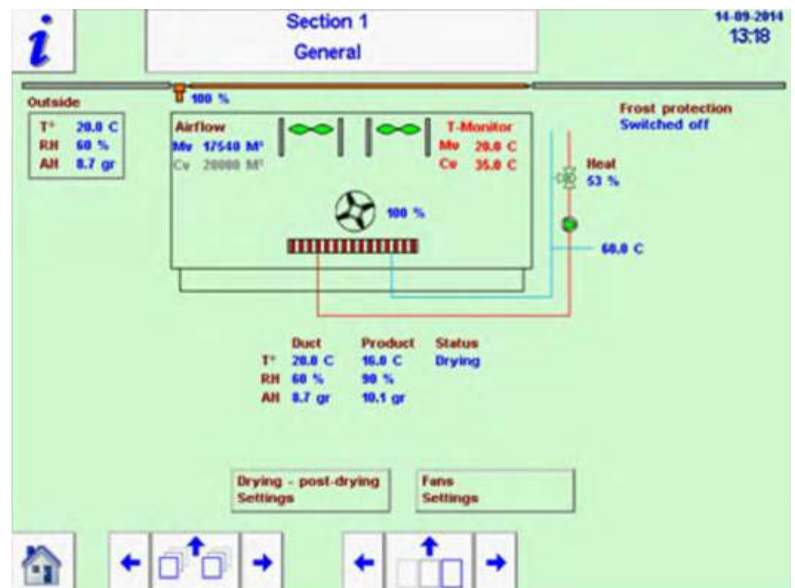 i
Section 1
General
14-09-2014
13:18
Outside
T° 20.0 C
RH 60 %
AH 8.7 gr
100 %
Airflow
Mv 17540 M³
Cv 20000 M³
T-Monitor
Mv 20.0 C
Cv 35.0 C
100 %
Frost protection
Switched off
Heat
53 %
60.0 C
Duct Product Status
T° 20.0 C 16.0 C Drying
RH 60 % 90 %
AH 8.7 gr 10.1 gr
Drying - post-drying
Settings
Fans
Settings